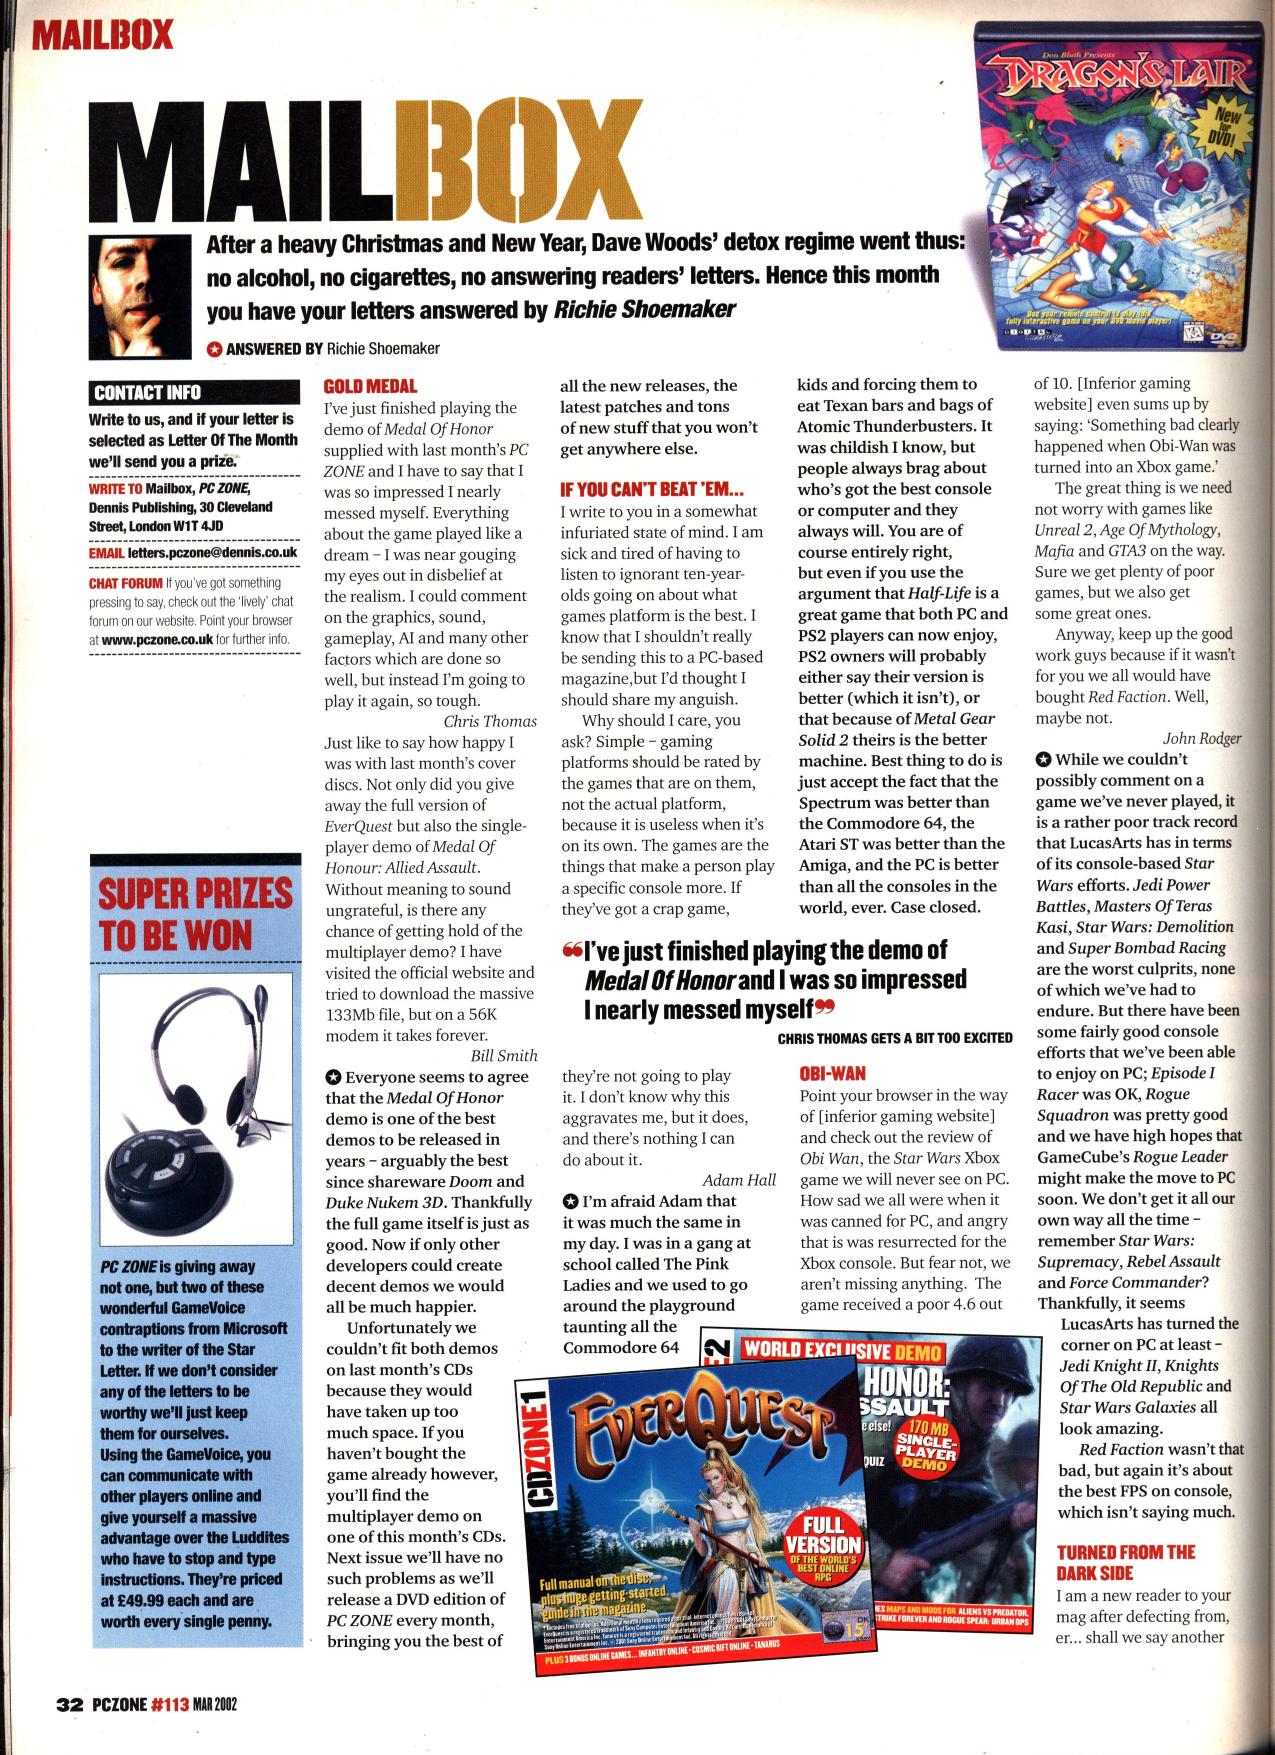 MAILBOX
MAILBOX
Don Bluth Presents
DRAGON'S LAIR
New
for
DVD!
Use your remote control to play this
fully interactive game on your DVD movie player!
After a heavy Christmas and New Year, Dave Woods' detox regime went thus:
no alcohol, no cigarettes, no answering readers' letters. Hence this month
you have your letters answered by Richie Shoemaker
ANSWERED BY Richie Shoemaker
CONTACT INFO
Write to us, and if your letter is
selected as Letter Of The Month
we'll send you a prize.
WRITE TO Mailbox, PC ZONE,
Dennis Publishing, 30 Cleveland
Street, London W1T 4JD
EMAIL letters.pczone@dennis.co.uk
CHAT FORUM If you've got something
pressing to say, check out the 'lively' chat
forum on our website. Point your browser
at www.pczone.co.uk for further info.
SUPER PRIZES
TO BE WON
PC ZONE is giving away
not one, but two of these
wonderful GameVoice
contraptions from Microsoft
to the writer of the Star
Letter. If we don't consider
any of the letters to be
worthy we'll just keep
them for ourselves.
Using the GameVoice, you
can communicate with
other players online and
give yourself a massive
advantage over the Luddites
who have to stop and type
instructions. They're priced
at £49.99 each and are
worth every single penny.
GOLD MEDAL
I've just finished playing the
demo of Medal Of Honor
supplied with last month's PC
ZONE and I have to say that I
was so impressed I nearly
messed myself. Everything
about the game played like a
dream – I was near gouging
my eyes out in disbelief at
the realism. I could comment
on the graphics, sound,
gameplay, AI and many other
factors which are done so
well, but instead I'm going to
play it again, so tough.
Chris Thomas
Just like to say how happy I
was with last month's cover
discs. Not only did you give
away the full version of
EverQuest but also the single-
player demo of Medal Of
Honour: Allied Assault.
Without meaning to sound
ungrateful, is there any
chance of getting hold of the
multiplayer demo? I have
visited the official website and
tried to download the massive
133Mb file, but on a 56K
modem it takes forever.
Bill Smith
Everyone seems to agree
that the Medal Of Honor
demo is one of the best
demos to be released in
years – arguably the best
since shareware Doom and
Duke Nukem 3D. Thankfully
the full game itself is just as
good. Now if only other
developers could create
decent demos we would
all be much happier.
Unfortunately we
couldn't fit both demos
on last month's CDs
because they would
have taken up too
much space. If you
haven't bought the
game already however,
you'll find the
multiplayer demo on
one of this month's CDs.
Next issue we'll have no
such problems as we'll
release a DVD edition of
PC ZONE every month,
bringing you the best of
all the new releases, the
latest patches and tons
of new stuff that you won't
get anywhere else.
IF YOU CAN'T BEAT 'EM...
I write to you in a somewhat
infuriated state of mind. I am
sick and tired of having to
listen to ignorant ten-year-
olds going on about what
games platform is the best. I
know that I shouldn't really
be sending this to a PC-based
magazine,but I'd thought I
should share my anguish.
Why should I care, you
ask? Simple – gaming
platforms should be rated by
the games that are on them,
not the actual platform,
because it is useless when it's
on its own. The games are the
things that make a person play
a specific console more. If
they've got a crap game,
they're not going to play
it. I don't know why this
aggravates me, but it does,
and there's nothing I can
do about it.
Adam Hall
I'm afraid Adam that
it was much the same in
my day. I was in a gang at
school called The Pink
Ladies and we used to go
around the playground
taunting all the
Commodore 64
kids and forcing them to
eat Texan bars and bags of
Atomic Thunderbusters. It
was childish I know, but
people always brag about
who's got the best console
or computer and they
always will. You are of
course entirely right,
but even if you use the
argument that Half-Life is a
great game that both PC and
PS2 players can now enjoy,
PS2 owners will probably
either say their version is
better (which it isn't), or
that because of Metal Gear
Solid 2 theirs is the better
machine. Best thing to do is
just accept the fact that the
Spectrum was better than
the Commodore 64, the
Atari ST was better than the
Amiga, and the PC is better
than all the consoles in the
world, ever. Case closed.
“I've just finished playing the demo of
Medal Of Honor and I was so impressed
I nearly messed myself”
CHRIS THOMAS GETS A BIT TOO EXCITED
OBI-WAN
Point your browser in the way
of [inferior gaming website]
and check out the review of
Obi Wan, the Star Wars Xbox
game we will never see on PC.
How sad we all were when it
was canned for PC, and angry
that is was resurrected for the
Xbox console. But fear not, we
aren't missing anything. The
game received a poor 4.6 out
of 10. [Inferior gaming
website] even sums up by
saying: 'Something bad clearly
happened when Obi-Wan was
turned into an Xbox game.'
The great thing is we need
not worry with games like
Unreal 2, Age Of Mythology,
Mafia and GTA3 on the way.
Sure we get plenty of poor
games, but we also get
some great ones.
Anyway, keep up the good
work guys because if it wasn't
for you we all would have
bought Red Faction. Well,
maybe not.
John Rodger
While we couldn't
possibly comment on a
game we've never played, it
is a rather poor track record
that LucasArts has in terms
of its console-based Star
Wars efforts. Jedi Power
Battles, Masters Of Teras
Kasi, Star Wars: Demolition
and Super Bombad Racing
are the worst culprits, none
of which we've had to
endure. But there have been
some fairly good console
efforts that we've been able
to enjoy on PC; Episode I
Racer was OK, Rogue
Squadron was pretty good
and we have high hopes that
GameCube's Rogue Leader
might make the move to PC
soon. We don't get it all our
own way all the time –
remember Star Wars:
Supremacy, Rebel Assault
and Force Commander?
Thankfully, it seems
LucasArts has turned the
corner on PC at least –
Jedi Knight II, Knights
Of The Old Republic and
Star Wars Galaxies all
look amazing.
Red Faction wasn't that
bad, but again it's about
the best FPS on console,
which isn't saying much.
TURNED FROM THE
DARK SIDE
I am a new reader to your
mag after defecting from,
er... shall we say another
WORLD EXCLUSIVE DEMO
HONOR:
SSAULT
170 MB
SINGLE-
PLAYER
DEMO
QUIZ
MAPS AND MODS FOR ALIENS VS PREDATOR,
STRIKE FOREVER AND ROGUE SPEAR: URBAN OPS
CDZONE1
EVERQUEST
FULL
VERSION
OF THE WORLD'S
BEST ONLINE
RPG
Full manual on the disc,
plus huge getting-started
guide in the magazine
15
PLUS 3 BONUS ONLINE GAMES... INFANTRY ONLINE • COSMIC RIFT ONLINE • TANARUS
32 PCZONE #113 MAR 2002